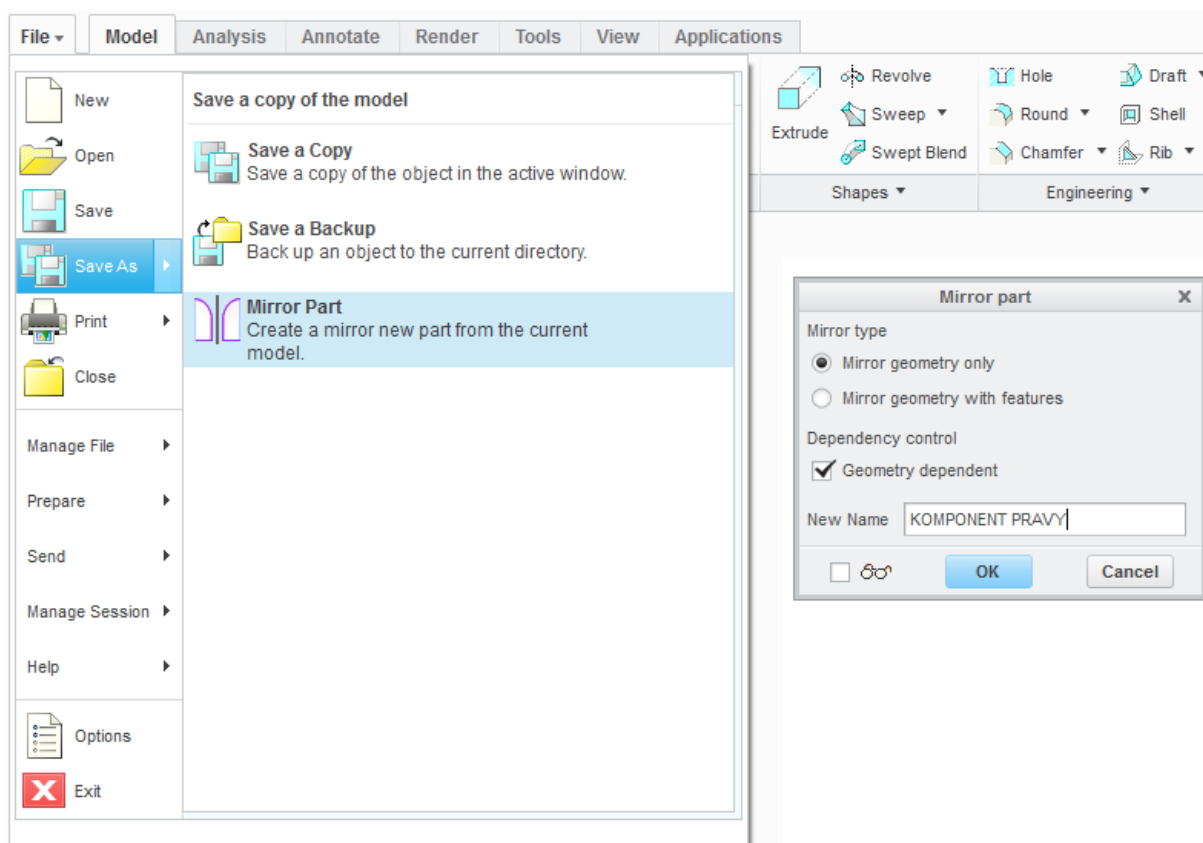 File Model Analysis Annotate Render Tools View Applications
New
Open
Save
Save As
Print
Close
Manage File
Prepare
Send
Manage Session
Help
Options
Exit
Save a copy of the model
Save a Copy
Save a copy of the object in the active window.
Save a Backup
Back up an object to the current directory.
Mirror Part
Create a mirror new part from the current
model.
Extrude
Revolve
Sweep
Swept Blend
Shapes
Hole
Draft
Round
Shell
Chamfer
Rib
Engineering
Mirror part
Mirror type
Mirror geometry only
Mirror geometry with features
Dependency control
Geometry dependent
New Name KOMPONENT PRAVY
OK Cancel